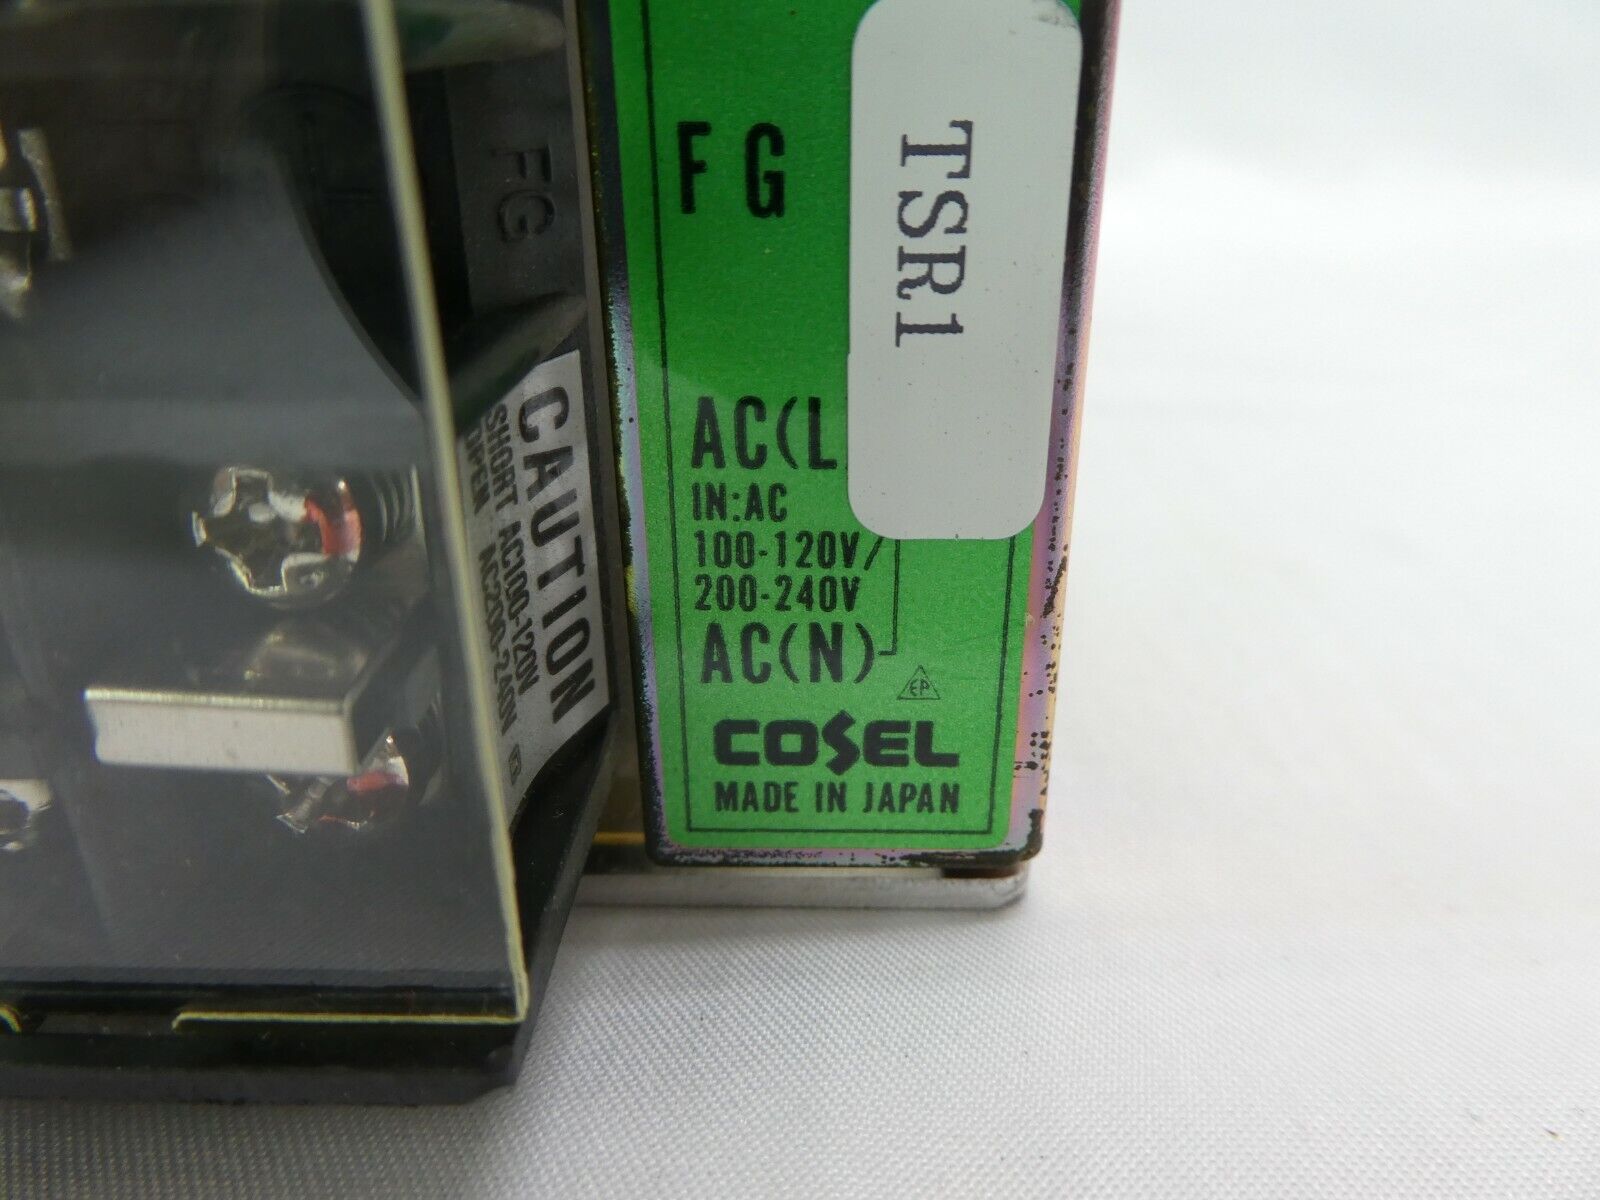 FG
CAUTION
SHORT AC100-120V
OPEN AC200-240V
FG
TSR1
AC(L
IN:AC
100-120V/
200-240V
AC(N)
EP
COSEL
MADE IN JAPAN